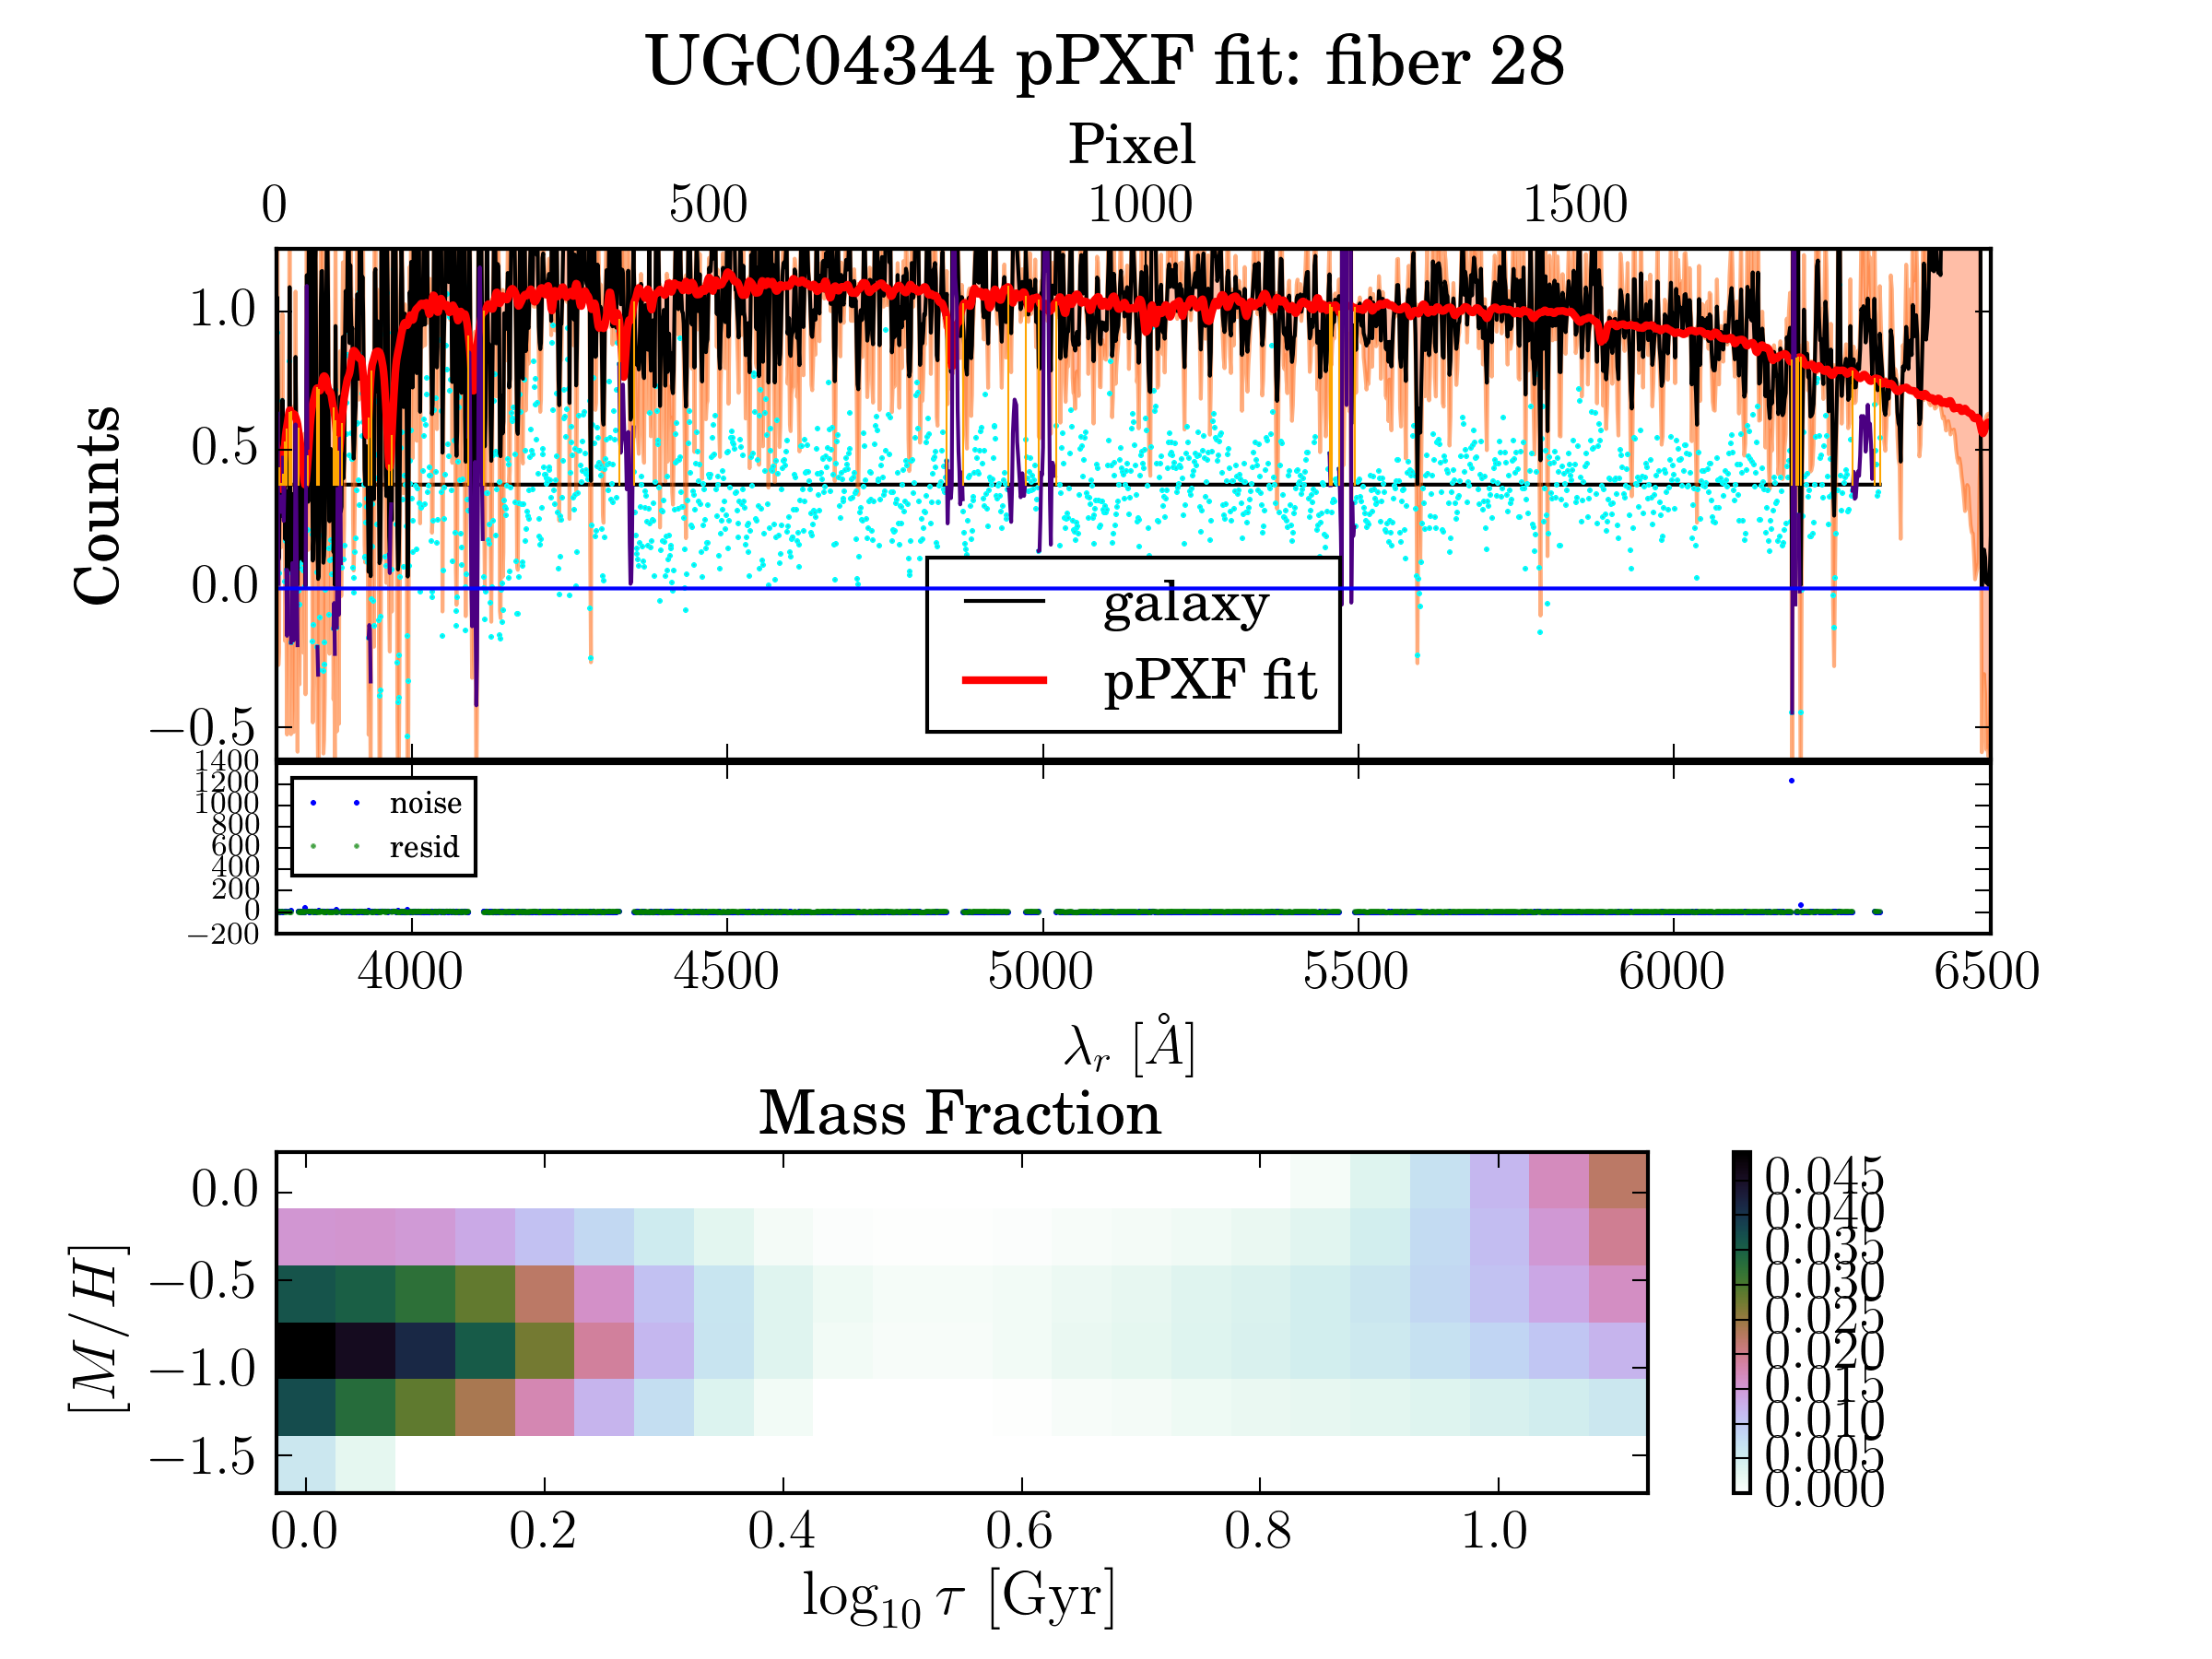 UGC04344 pPXF fit: fiber 28
Pixel
0 500 1000 1500
1.0
0.5
0.0
−0.5
Counts
galaxy
pPXF fit
1400
1200
1000
800
600
400
200
0
−200
noise
resid
4000 4500 5000 5500 6000 6500
λr [Å]
Mass Fraction
0.0
−0.5
−1.0
−1.5
[M/H]
0.0 0.2 0.4 0.6 0.8 1.0
log10 τ [Gyr]
0.045
0.040
0.035
0.030
0.025
0.020
0.015
0.010
0.005
0.000